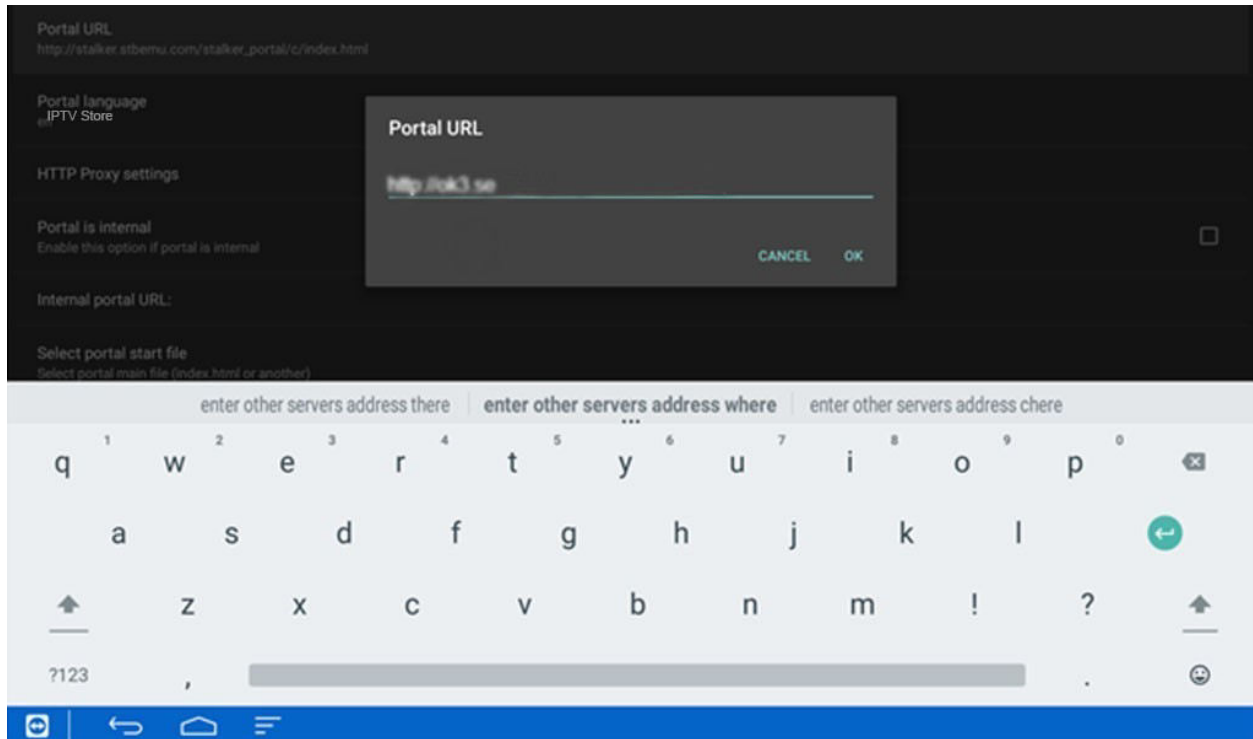 Portal URL
http://stalker.stbemu.com/stalker_portal/c/index.html
Portal language
IPTV Store
HTTP Proxy settings
Portal is internal
Enable this option if portal is internal
Internal portal URL:
Select portal start file
Select portal main file (index.html or another)
Portal URL
http://ok3.se
CANCEL OK
enter other servers address there enter other servers address where enter other servers address chere
1 2 3 4 5 6 7 8 9 0
q w e r t y u i o p
a s d f g h j k l
z x c v b n m ! ?
?123 , .